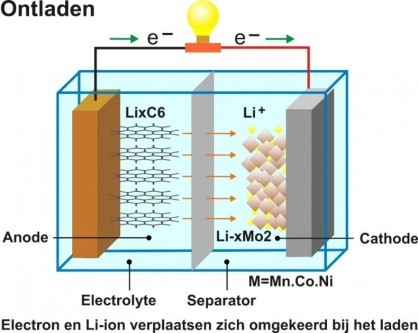 Ontladen
e⁻ e⁻
LixC6 Li⁺
Anode Li-xMo2 Cathode
M=Mn.Co.Ni
Electrolyte Separator
Electron en Li-ion verplaatsen zich omgekeerd bij het laden